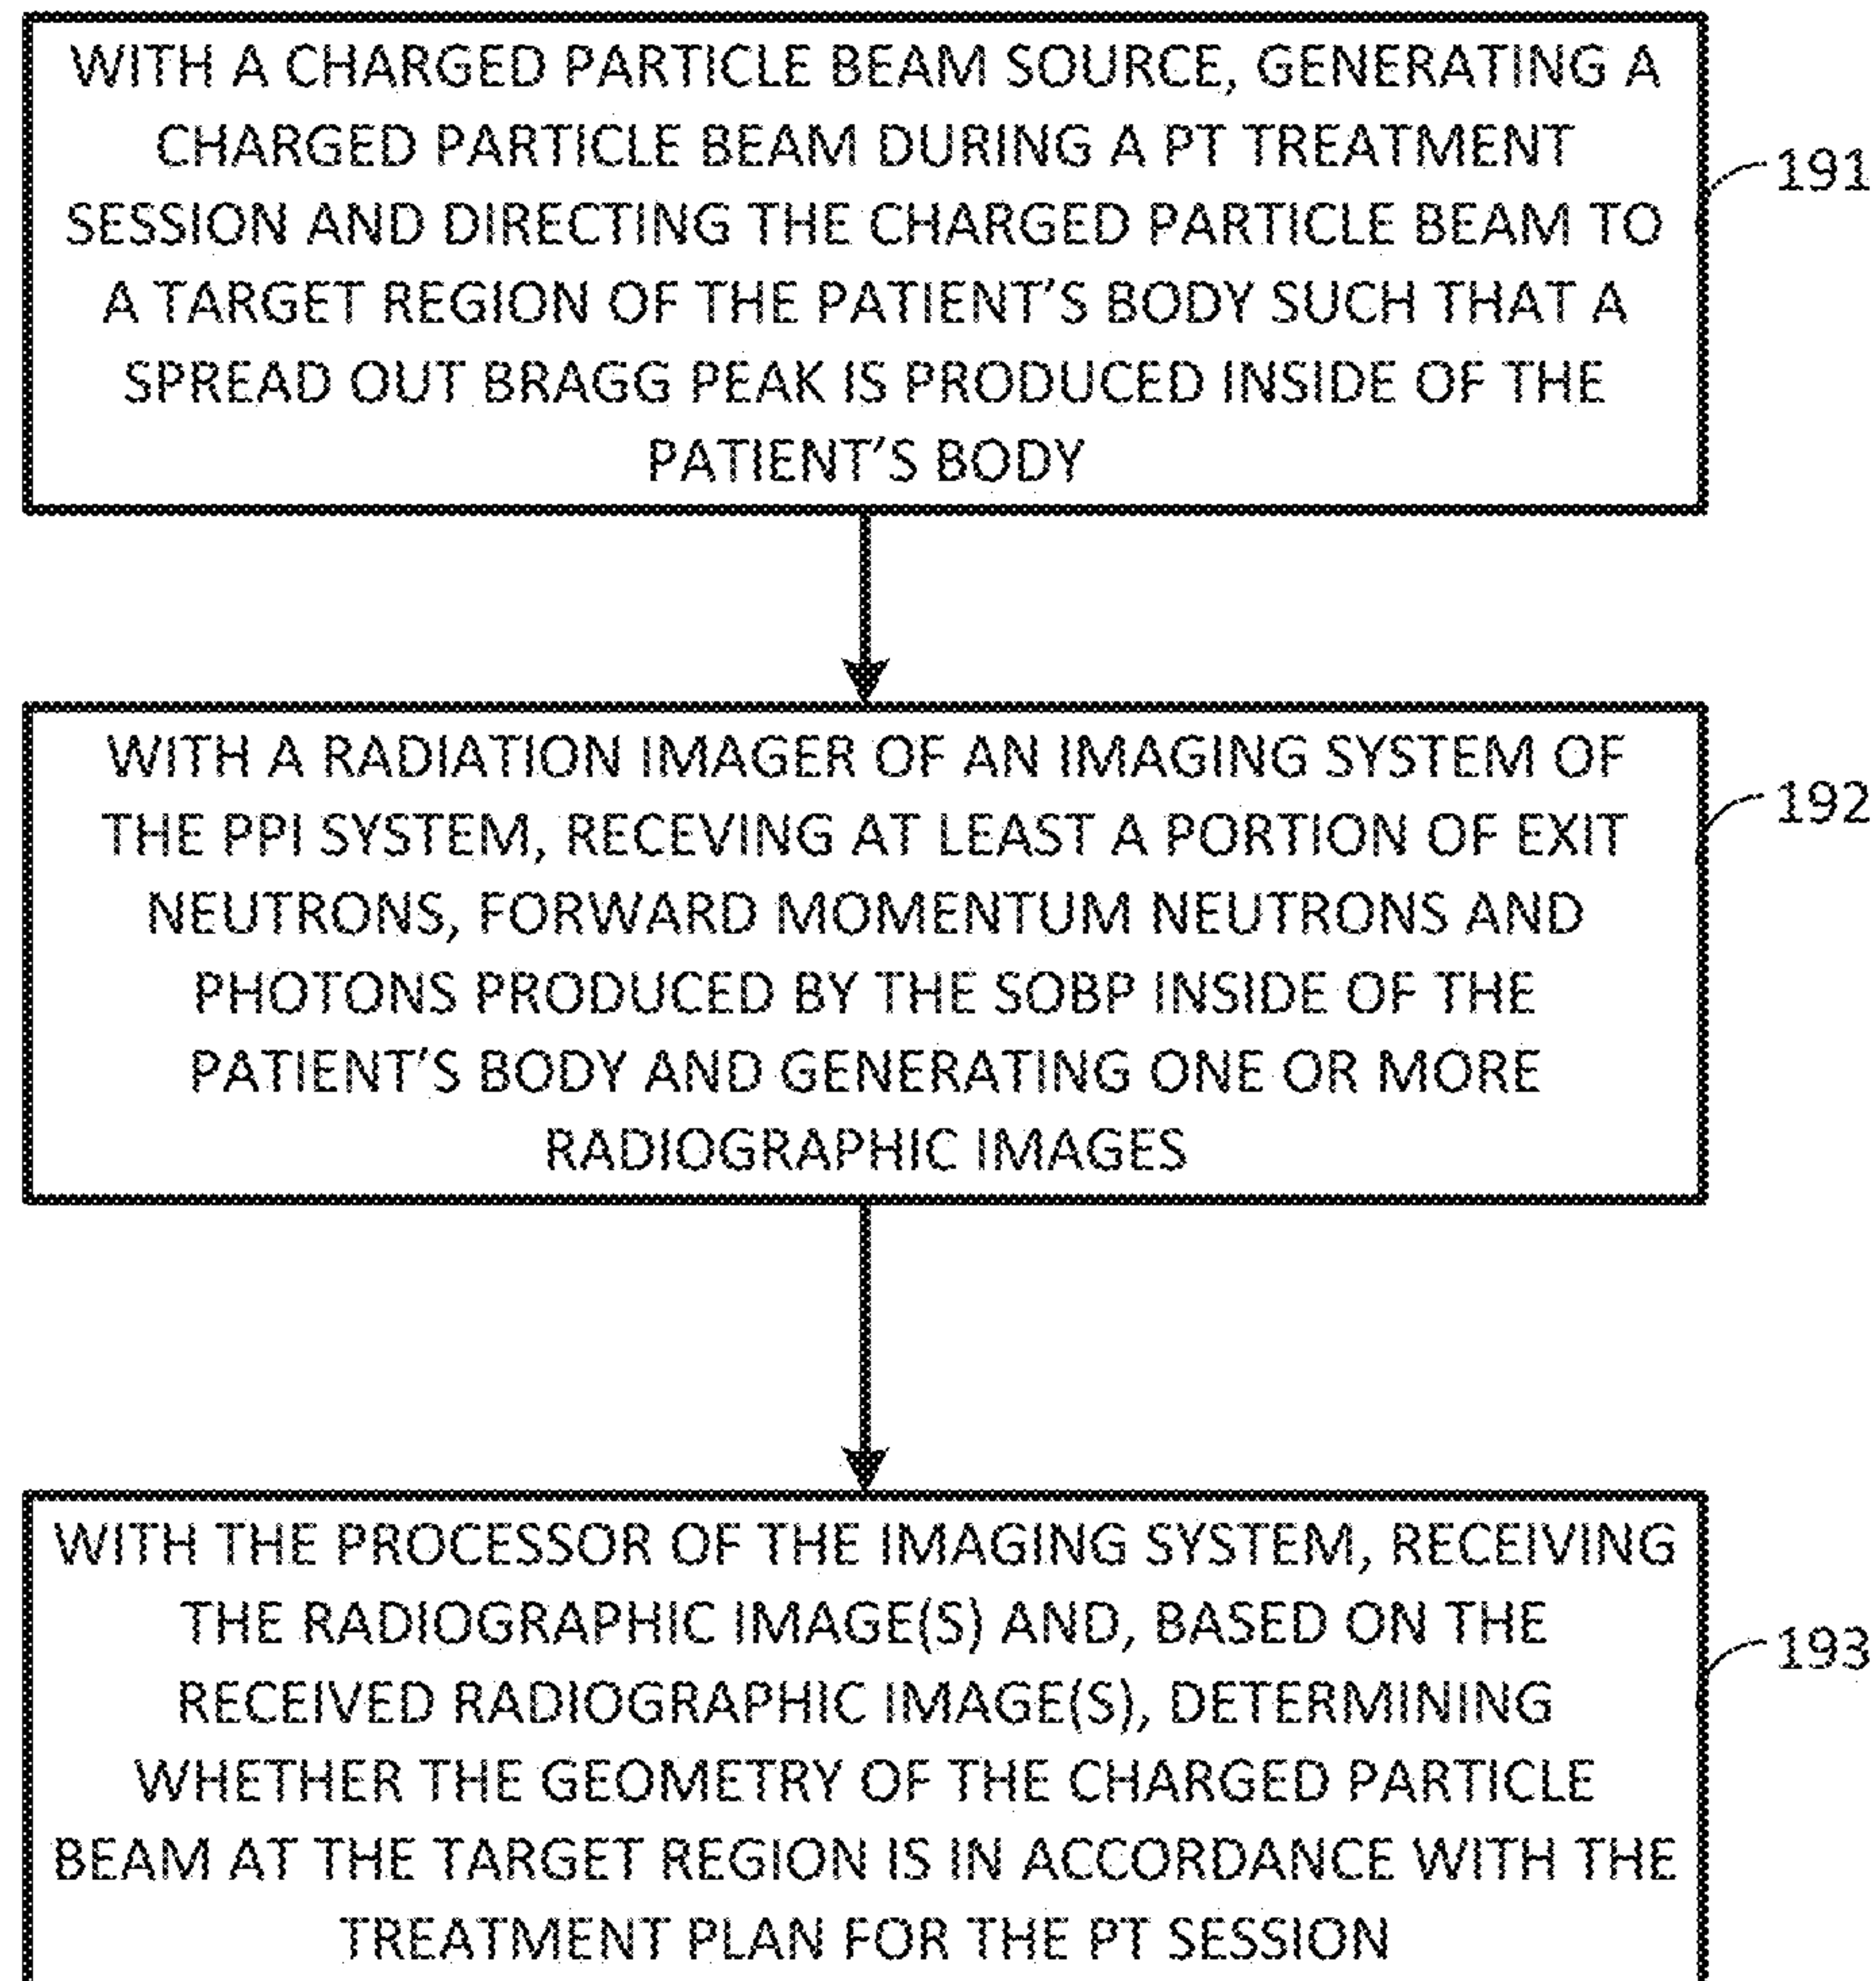 WITH A CHARGED PARTICLE BEAM SOURCE, GENERATING A
CHARGED PARTICLE BEAM DURING A PT TREATMENT
SESSION AND DIRECTING THE CHARGED PARTICLE BEAM TO
A TARGET REGION OF THE PATIENT'S BODY SUCH THAT A
SPREAD OUT BRAGG PEAK IS PRODUCED INSIDE OF THE
PATIENT'S BODY
191
WITH A RADIATION IMAGER OF AN IMAGING SYSTEM OF
THE PPI SYSTEM, RECEVING AT LEAST A PORTION OF EXIT
NEUTRONS, FORWARD MOMENTUM NEUTRONS AND
PHOTONS PRODUCED BY THE SOBP INSIDE OF THE
PATIENT'S BODY AND GENERATING ONE OR MORE
RADIOGRAPHIC IMAGES
192
WITH THE PROCESSOR OF THE IMAGING SYSTEM, RECEIVING
THE RADIOGRAPHIC IMAGE(S) AND, BASED ON THE
RECEIVED RADIOGRAPHIC IMAGE(S), DETERMINING
WHETHER THE GEOMETRY OF THE CHARGED PARTICLE
BEAM AT THE TARGET REGION IS IN ACCORDANCE WITH THE
TREATMENT PLAN FOR THE PT SESSION
193